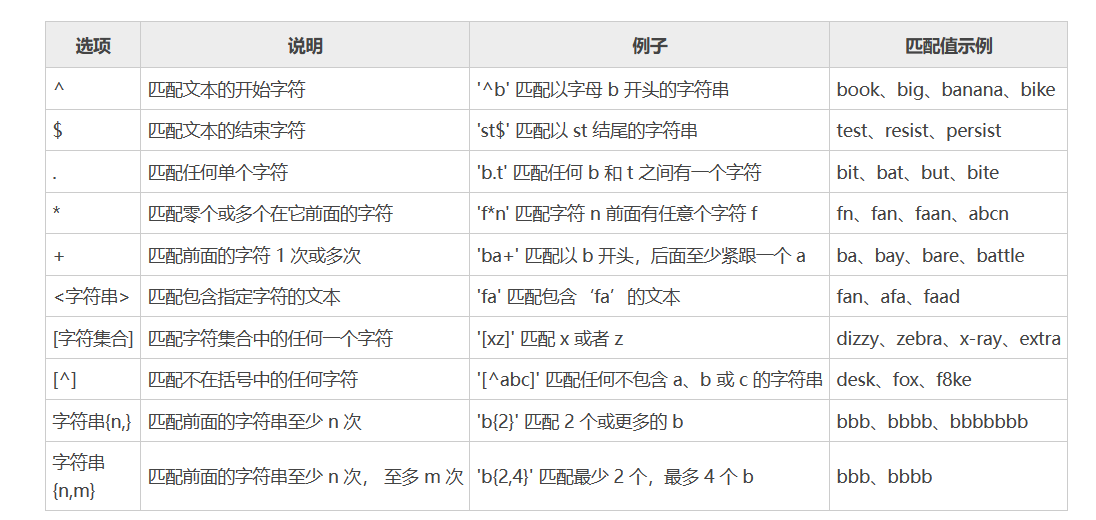 选项 说明 例子 匹配值示例
^ 匹配文本的开始字符 '^b' 匹配以字母 b 开头的字符串 book、big、banana、bike
$ 匹配文本的结束字符 'st$' 匹配以 st 结尾的字符串 test、resist、persist
. 匹配任何单个字符 'b.t' 匹配任何 b 和 t 之间有一个字符 bit、bat、but、bite
* 匹配零个或多个在它前面的字符 'f*n' 匹配字符 n 前面有任意个字符 f fn、fan、faan、abcn
+ 匹配前面的字符 1 次或多次 'ba+' 匹配以 b 开头，后面至少紧跟一个 a ba、bay、bare、battle
<字符串> 匹配包含指定字符的文本 'fa' 匹配包含‘fa’的文本 fan、afa、faad
[字符集合] 匹配字符集合中的任何一个字符 '[xz]' 匹配 x 或者 z dizzy、zebra、x-ray、extra
[^] 匹配不在括号中的任何字符 '[^abc]' 匹配任何不包含 a、b 或 c 的字符串 desk、fox、f8ke
字符串{n,} 匹配前面的字符串至少 n 次 'b{2}' 匹配 2 个或更多的 b bbb、bbbb、bbbbbbb
字符串
{n,m} 匹配前面的字符串至少 n 次， 至多 m 次 'b{2,4}' 匹配最少 2 个，最多 4 个 b bbb、bbbb